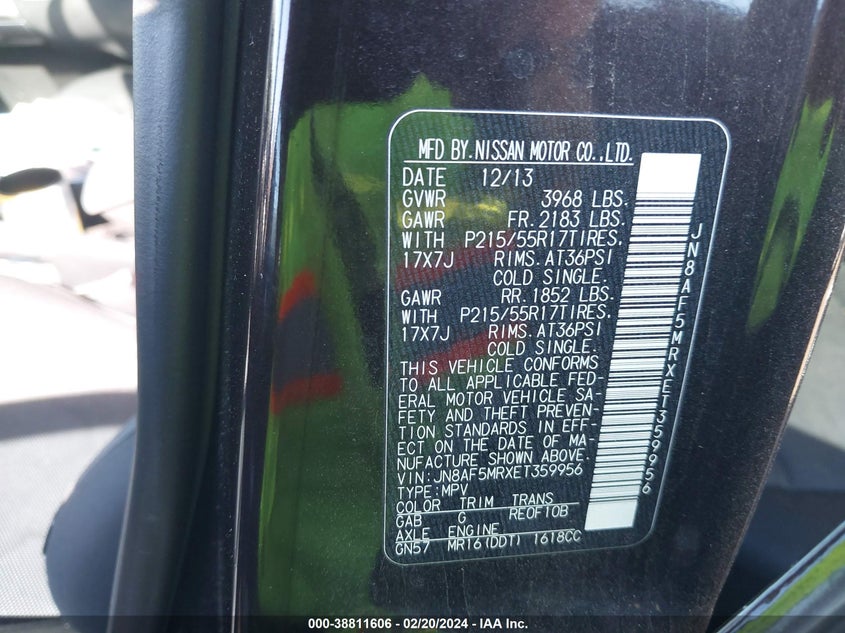 MFD BY.NISSAN MOTOR CO.,LTD.
DATE 12/13
GVWR 3968 LBS.
GAWR FR.2183 LBS.
WITH P215/55R17TIRES.
17X7J RIMS.AT36PSI
COLD SINGLE.
GAWR RR.1852 LBS.
WITH P215/55R17TIRES.
17X7J RIMS.AT36PSI
COLD SINGLE.
THIS VEHICLE CONFORMS
TO ALL APPLICABLE FED-
ERAL MOTOR VEHICLE SA-
FETY AND THEFT PREVEN-
TION STANDARDS IN EFF-
ECT ON THE DATE OF MA-
NUFACTURE SHOWN ABOVE.
VIN:JN8AF5MRXET359956
TYPE:MPV
COLOR TRIM TRANS
GAB G RE0F10B
AXLE ENGINE
GN57 MR16(DDT) 1618CC
JN8AF5MRXET359956
000-38811606 - 02/20/2024 - IAA Inc.